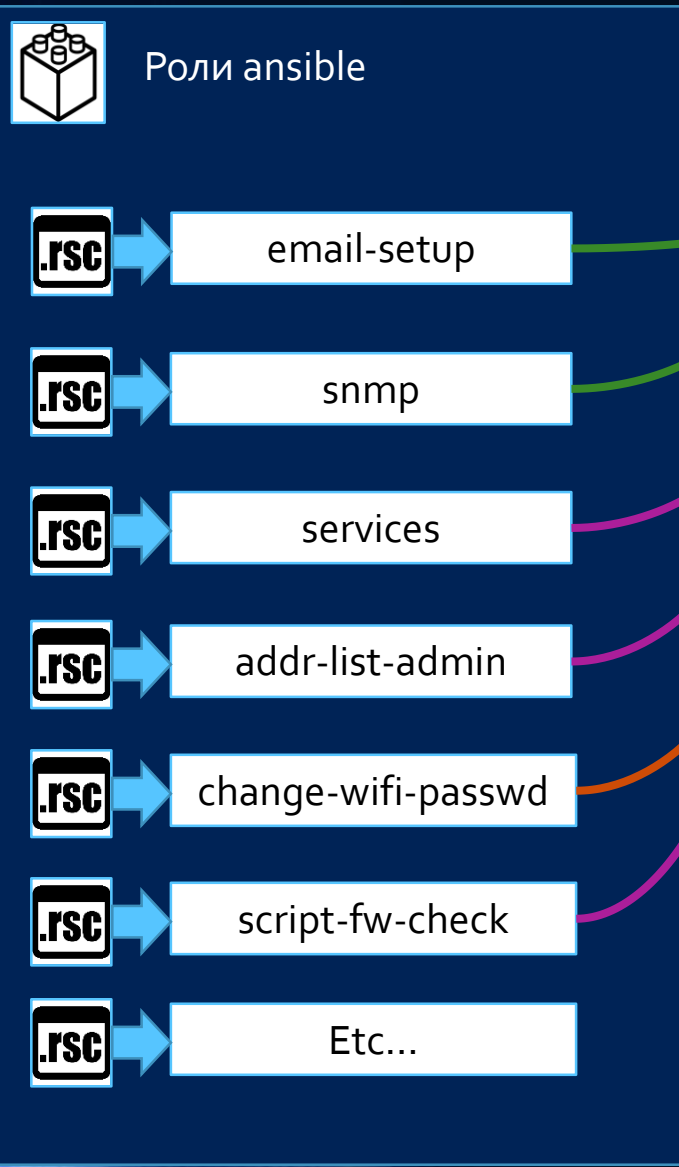 Роли ansible
.rsc
email-setup
.rsc
snmp
.rsc
services
.rsc
addr-list-admin
.rsc
change-wifi-passwd
.rsc
script-fw-check
.rsc
Etc...